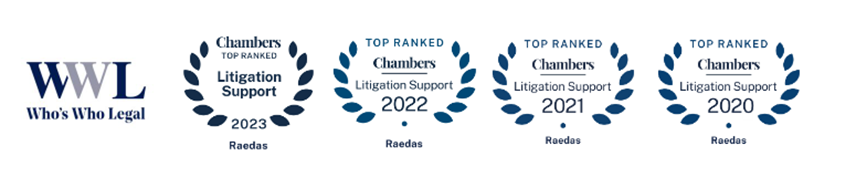 WWL
Who's Who Legal
Chambers
TOP RANKED
Litigation
Support
2023
Raedas
TOP RANKED
Chambers
Litigation Support
2022
Raedas
TOP RANKED
Chambers
Litigation Support
2021
Raedas
TOP RANKED
Chambers
Litigation Support
2020
Raedas